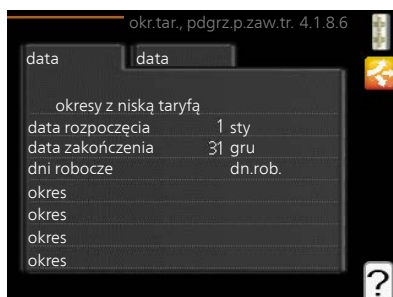 okr.tar., pdgrz.p.zaw.tr. 4.1.8.6
data data
okresy z niską taryfą
data rozpoczęcia 1 sty
data zakończenia 31 gru
dni robocze dn.rob.
okres
okres
okres
okres
?